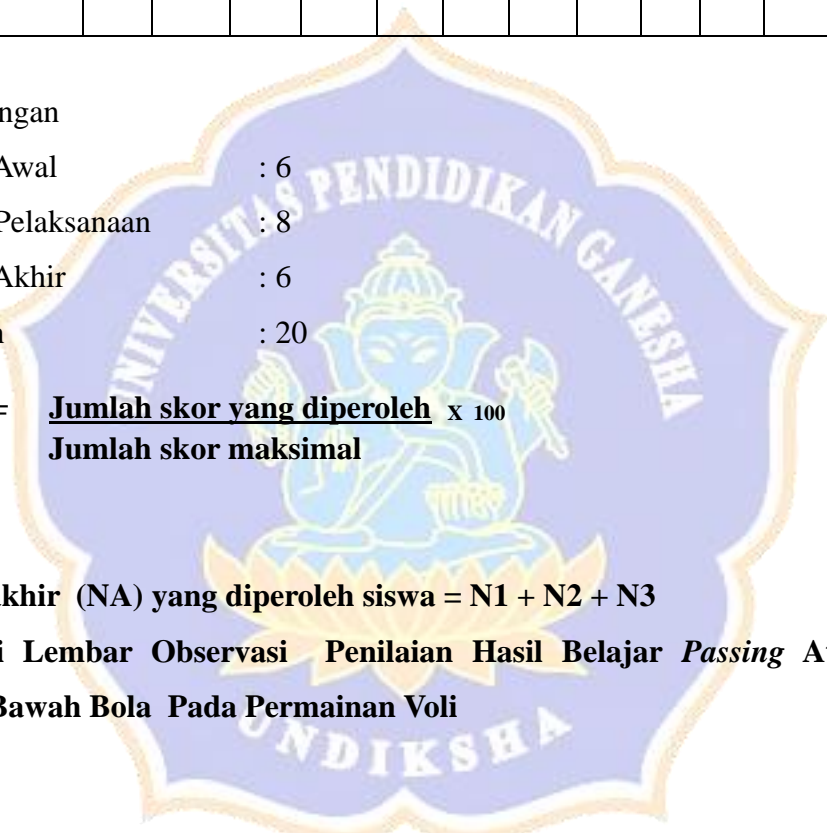 ngan
Awal : 6
Pelaksanaan : 8
Akhir : 6
: 20
= Jumlah skor yang diperoleh X 100
Jumlah skor maksimal
khir (NA) yang diperoleh siswa = N1 + N2 + N3
i Lembar Observasi Penilaian Hasil Belajar Passing At
Bawah Bola Pada Permainan Voli
UNIVERSITAS PENDIDIKAN GANESHA
UNDIKSHA